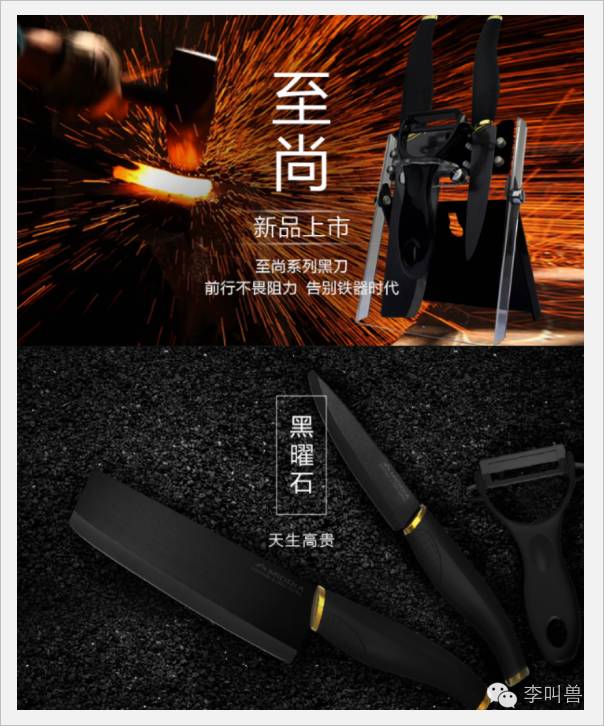 至尚
新品上市
至尚系列黑刀
前行不畏阻力 告别铁器时代
黑曜石
天生高贵
李叫兽